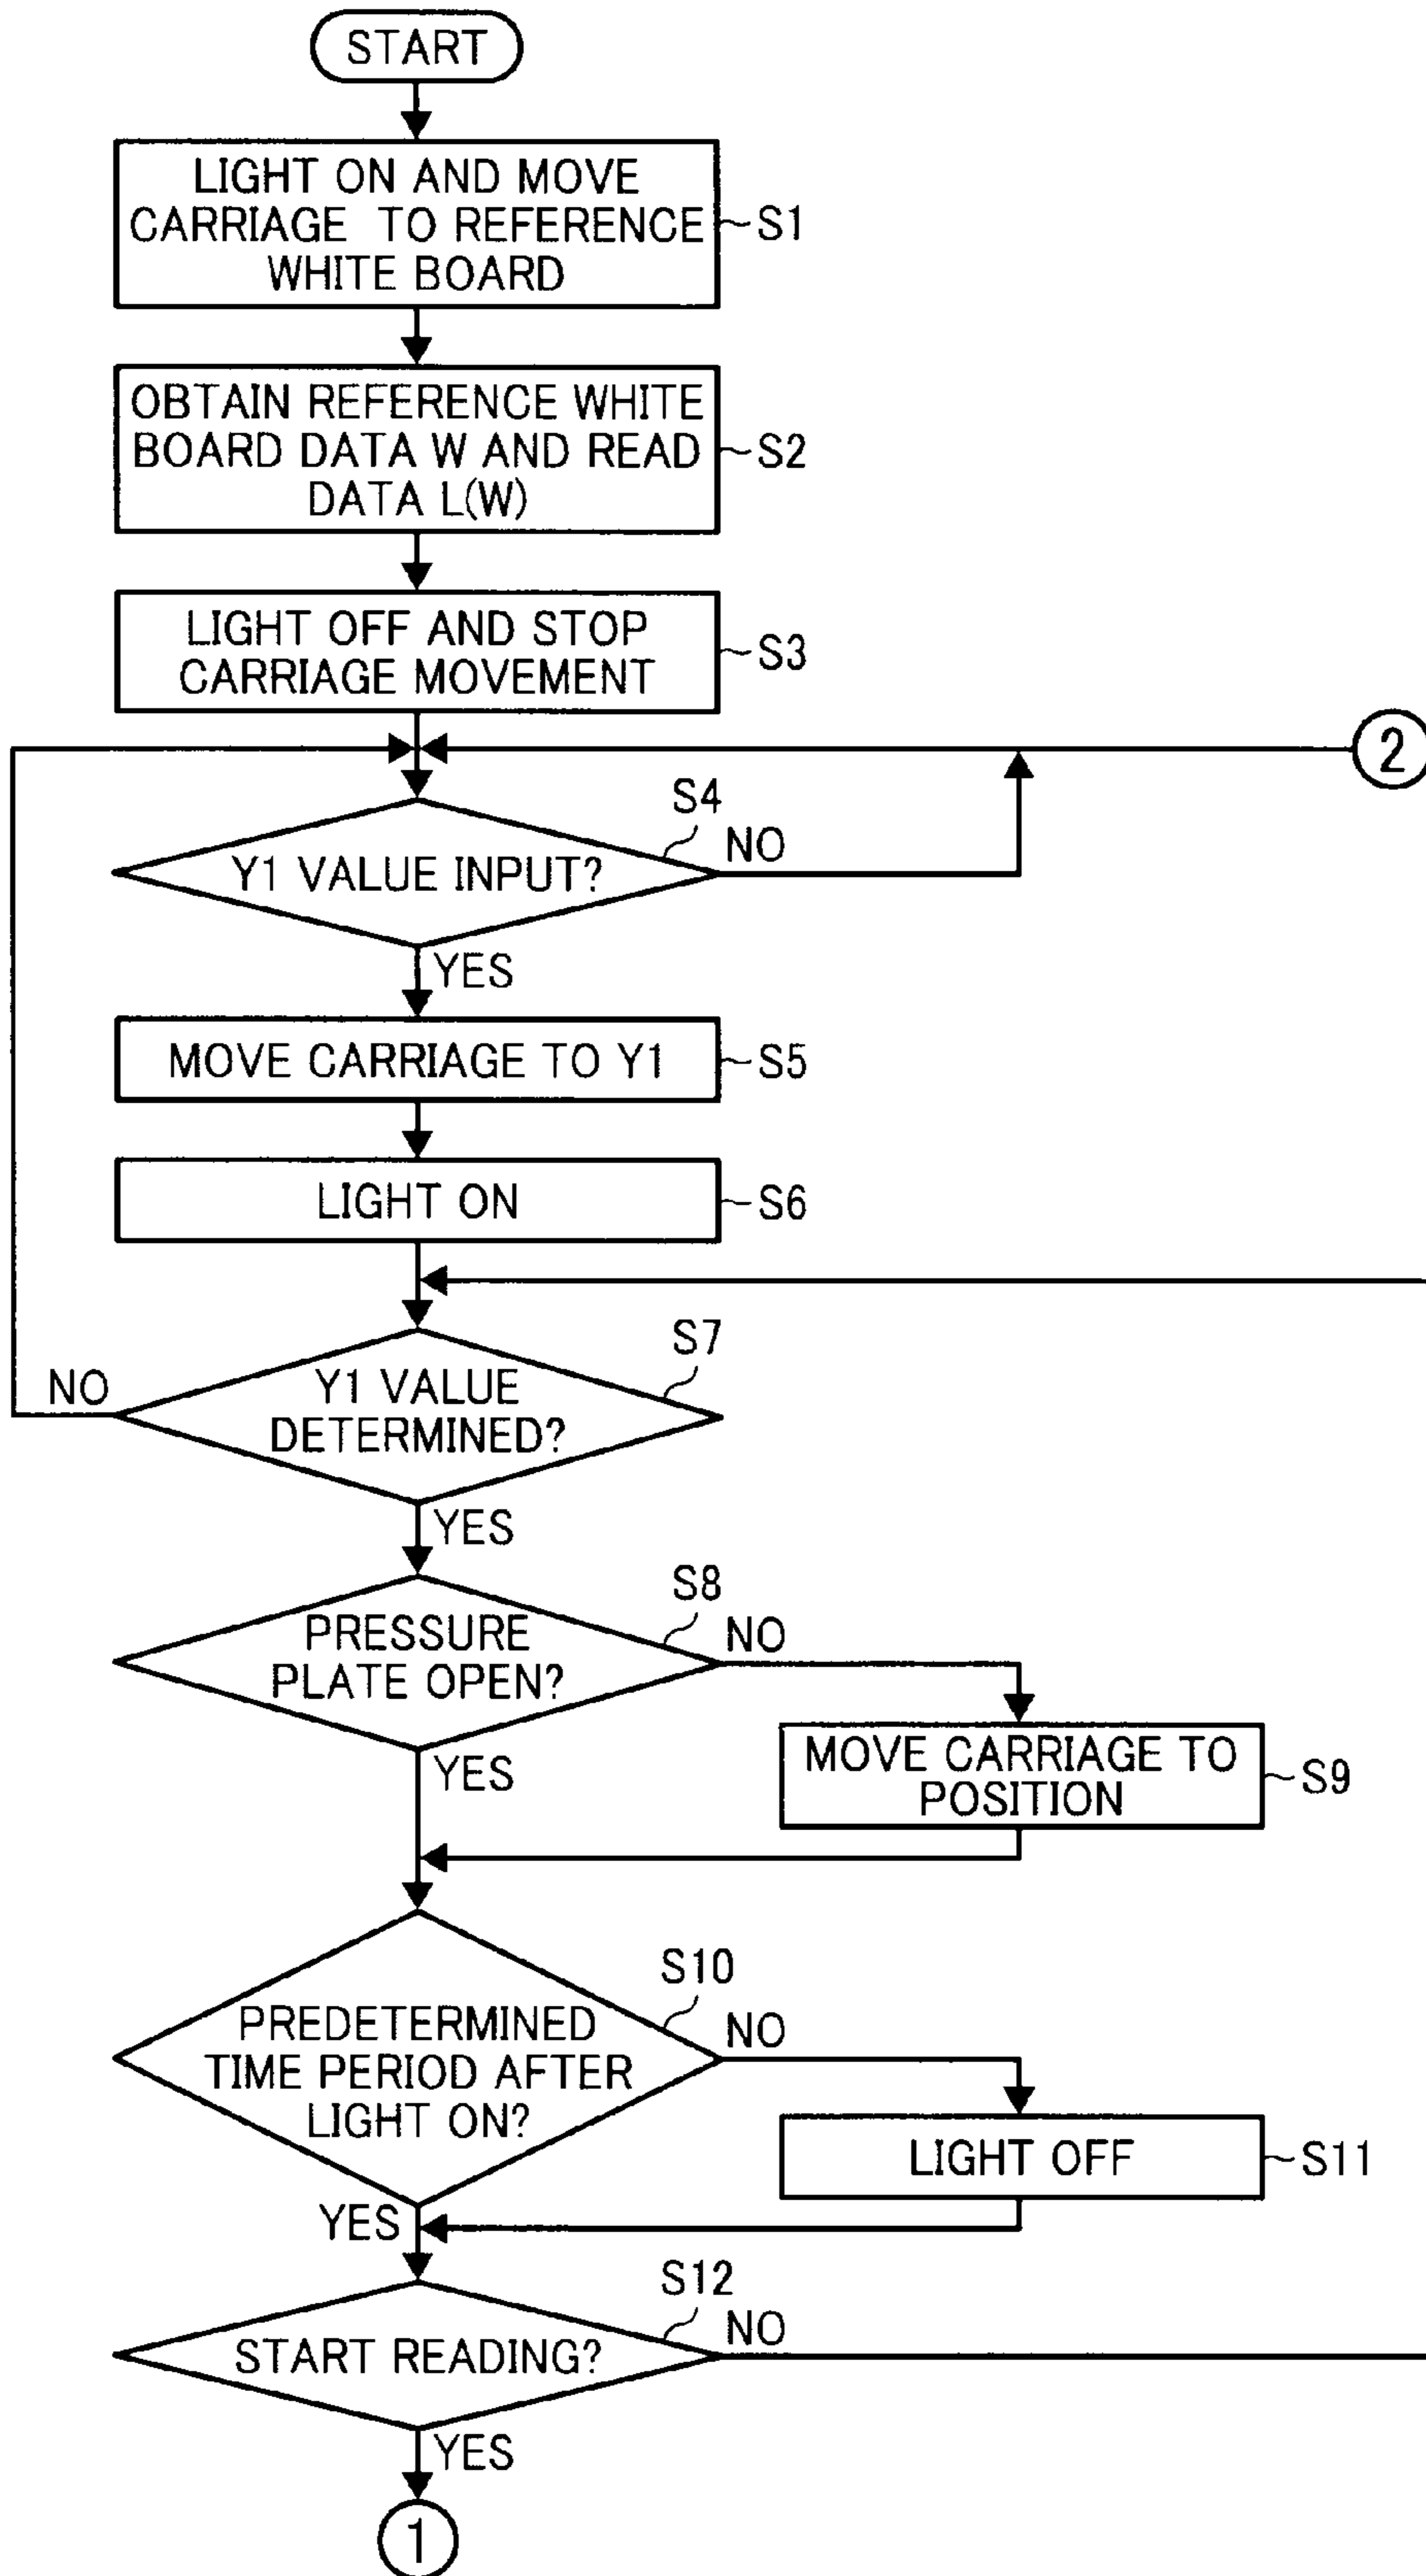 START
LIGHT ON AND MOVE
CARRIAGE TO REFERENCE
WHITE BOARD
S1
OBTAIN REFERENCE WHITE
BOARD DATA W AND READ
DATA L(W)
S2
LIGHT OFF AND STOP
CARRIAGE MOVEMENT
S3
2
S4
Y1 VALUE INPUT?
NO
YES
MOVE CARRIAGE TO Y1
S5
LIGHT ON
S6
S7
Y1 VALUE
DETERMINED?
NO
YES
S8
PRESSURE
PLATE OPEN?
NO
YES
MOVE CARRIAGE TO
POSITION
S9
S10
PREDETERMINED
TIME PERIOD AFTER
LIGHT ON?
NO
LIGHT OFF
S11
YES
S12
START READING?
NO
YES
1